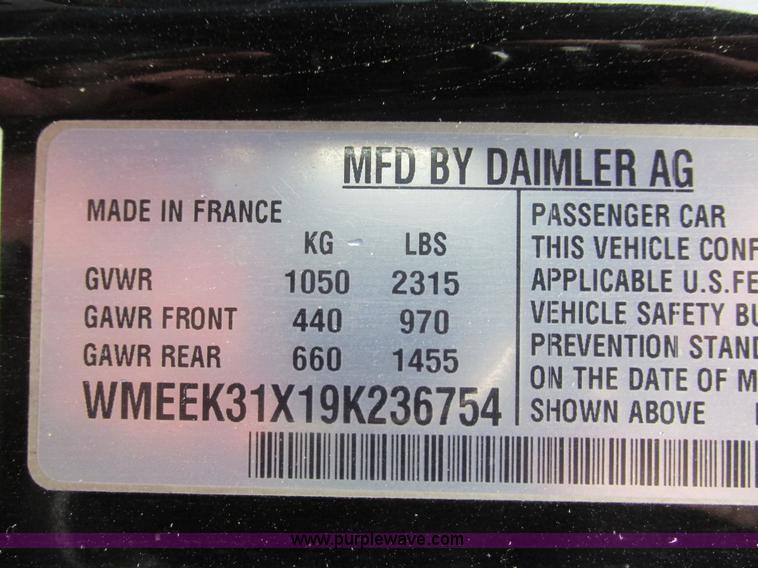 MFD BY DAIMLER AG
MADE IN FRANCE
KG LBS
GVWR 1050 2315
GAWR FRONT 440 970
GAWR REAR 660 1455
WMEEK31X19K236754
PASSENGER CAR
THIS VEHICLE CONF
APPLICABLE U.S.FE
VEHICLE SAFETY BU
PREVENTION STAND
ON THE DATE OF M
SHOWN ABOVE
www.purplewave.com